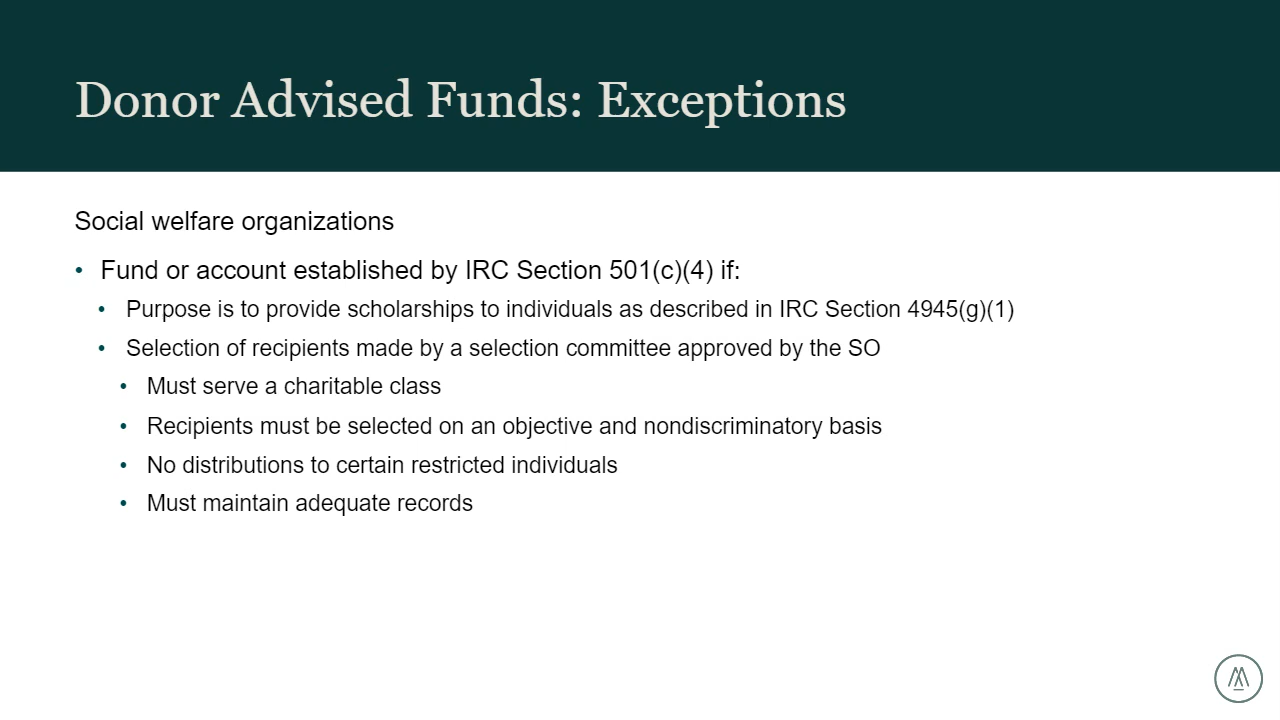 Donor Advised Funds: Exceptions
Social welfare organizations
• Fund or account established by IRC Section 501(c)(4) if:
• Purpose is to provide scholarships to individuals as described in IRC Section 4945(g)(1)
• Selection of recipients made by a selection committee approved by the SO
• Must serve a charitable class
• Recipients must be selected on an objective and nondiscriminatory basis
• No distributions to certain restricted individuals
• Must maintain adequate records